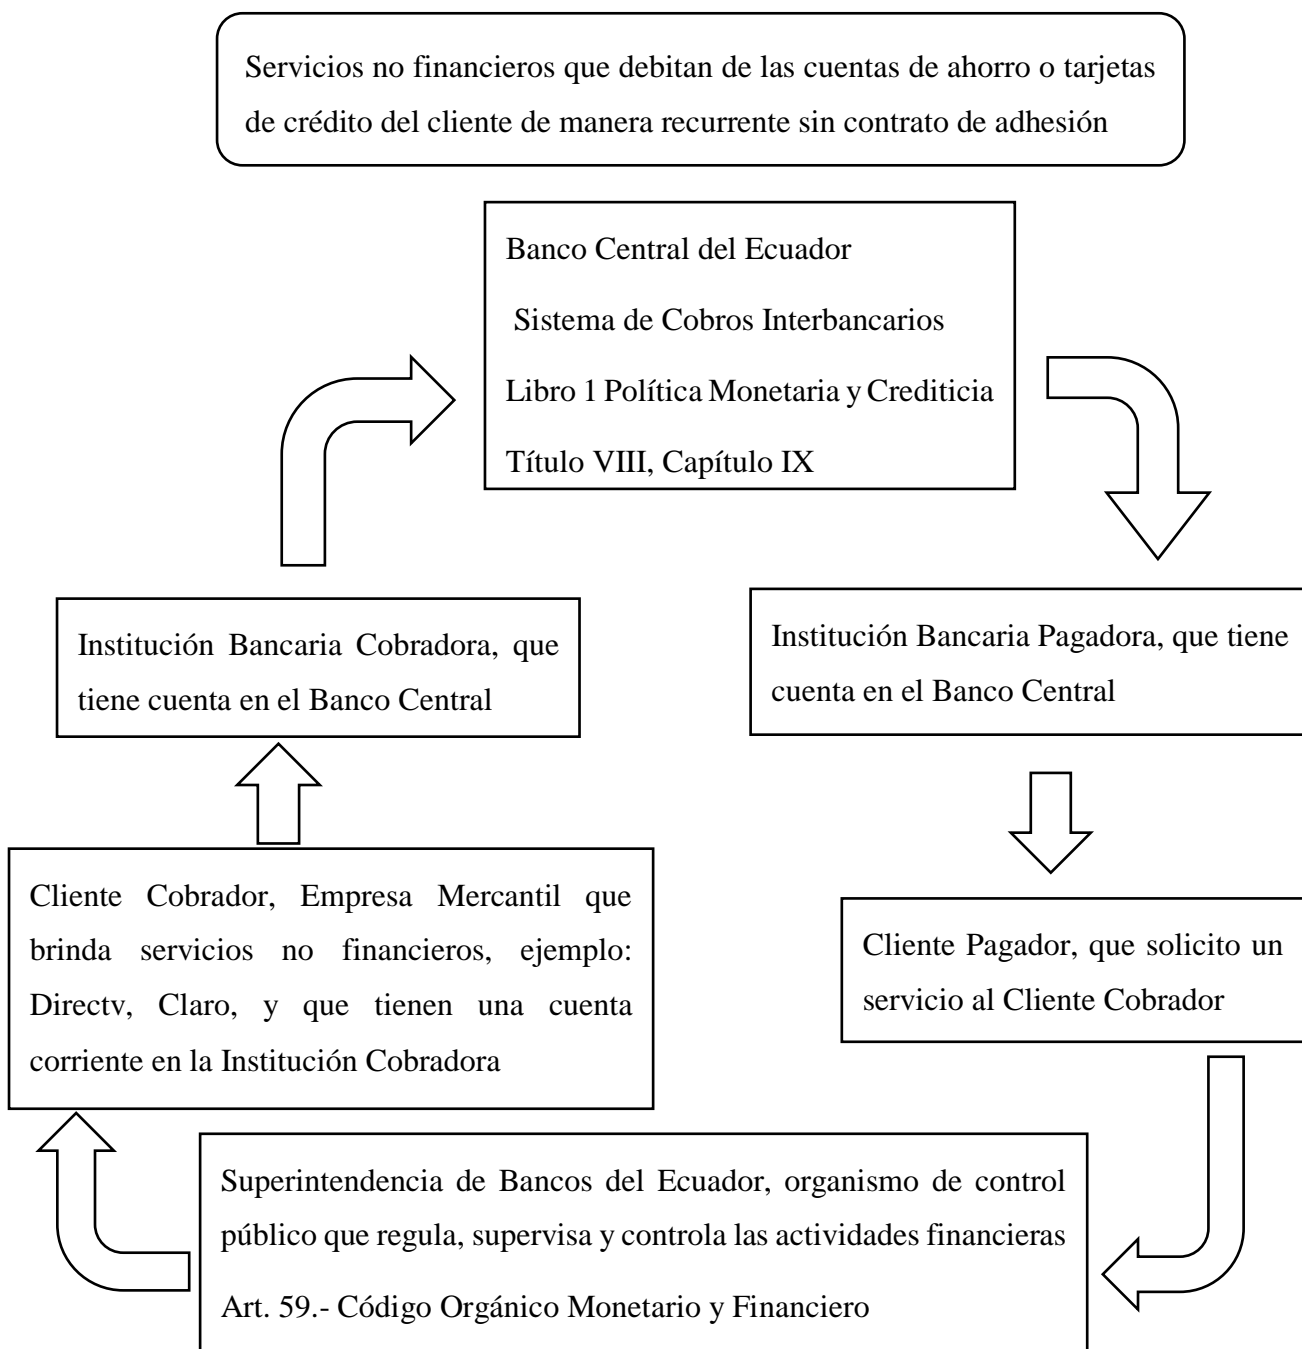 Servicios no financieros que debitan de las cuentas de ahorro o tarjetas
de crédito del cliente de manera recurrente sin contrato de adhesión
Banco Central del Ecuador
Sistema de Cobros Interbancarios
Libro 1 Política Monetaria y Crediticia
Título VIII, Capítulo IX
Institución Bancaria Cobradora, que
tiene cuenta en el Banco Central
Institución Bancaria Pagadora, que tiene
cuenta en el Banco Central
Cliente Cobrador, Empresa Mercantil que
brinda servicios no financieros, ejemplo:
Directv, Claro, y que tienen una cuenta
corriente en la Institución Cobradora
Cliente Pagador, que solicito un
servicio al Cliente Cobrador
Superintendencia de Bancos del Ecuador, organismo de control
público que regula, supervisa y controla las actividades financieras
Art. 59.- Código Orgánico Monetario y Financiero